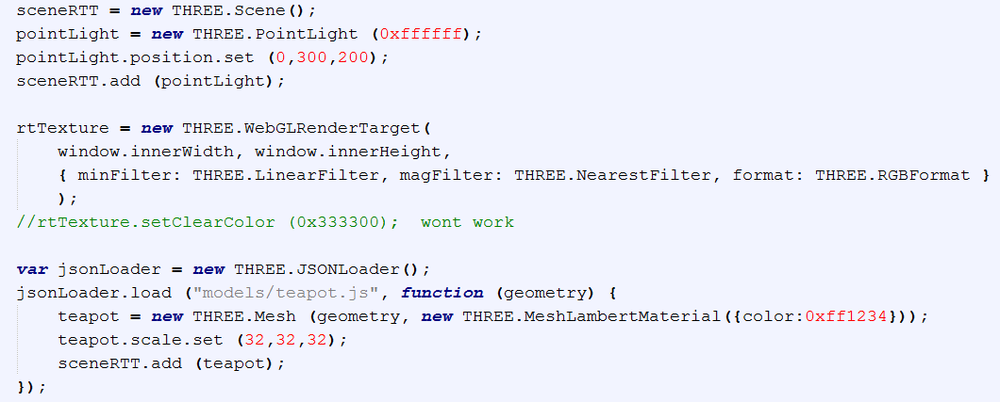 sceneRTT = new THREE.Scene();
pointLight = new THREE.PointLight (0xffffff);
pointLight.position.set (0,300,200);
sceneRTT.add (pointLight);
rtTexture = new THREE.WebGLRenderTarget(
window.innerWidth, window.innerHeight,
{ minFilter: THREE.LinearFilter, magFilter: THREE.NearestFilter, format: THREE.RGBFormat }
);
//rtTexture.setClearColor (0x333300);  wont work
var jsonLoader = new THREE.JSONLoader();
jsonLoader.load ("models/teapot.js", function (geometry) {
teapot = new THREE.Mesh (geometry, new THREE.MeshLambertMaterial({color:0xff1234}));
teapot.scale.set (32,32,32);
sceneRTT.add (teapot);
});